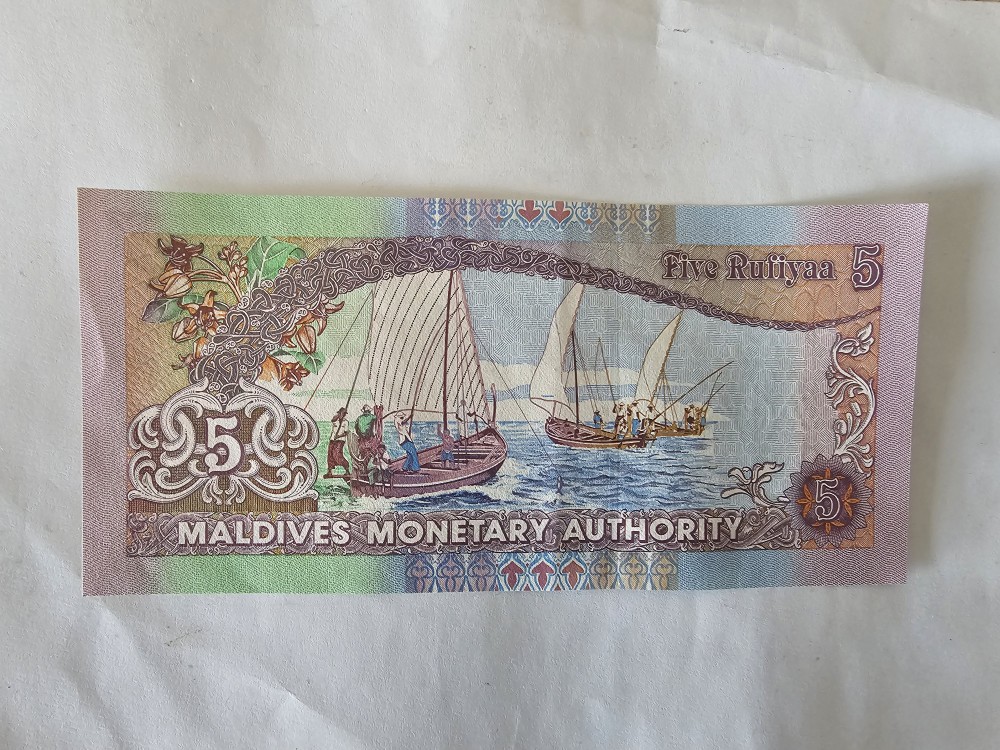 Five Rufiyaa 5
5
5
MALDIVES MONETARY AUTHORITY